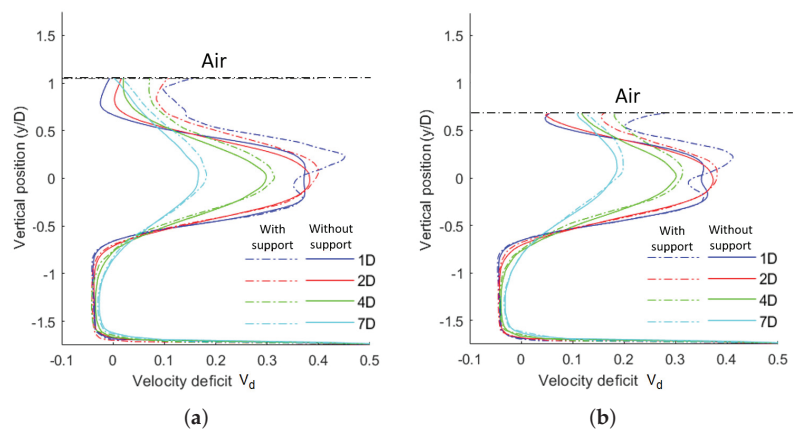 1.5
1
0.5
0
-0.5
-1
-1.5
Vertical position (y/D)
Air
With support
Without support
1D
2D
4D
7D
-0.1
0
0.1
0.2
0.3
0.4
0.5
Velocity deficit Vd
(a)
1.5
1
0.5
0
-0.5
-1
-1.5
Vertical position (y/D)
Air
With support
Without support
1D
2D
4D
7D
-0.1
0
0.1
0.2
0.3
0.4
0.5
Velocity deficit Vd
(b)